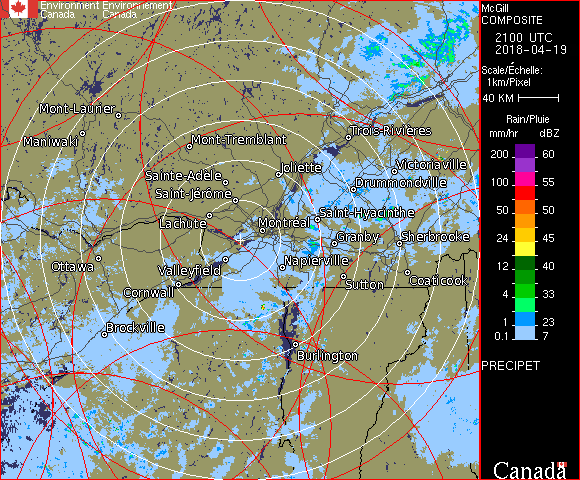 Environment Environnement
Canada Canada
McGill
COMPOSITE
2100 UTC
2018-04-19
Scale/Échelle:
1km/Pixel
40 KM
Rain/Pluie
mm/hr dBZ
200 60
100 55
50 50
24 45
12 40
4 33
1 23
0.1 7
PRECIPET
Canada
Mont-Laurier
Maniwaki
Mont-Tremblant
Trois-Rivières
Victoriaville
Sainte-Adèle
Joliette
Drummondville
Saint-Jérôme
Saint-Hyacinthe
Lachute
Montréal
Granby
Sherbrooke
Ottawa
Valleyfield
Napierville
Cornwall
Sutton
Coaticook
Brockville
Burlington